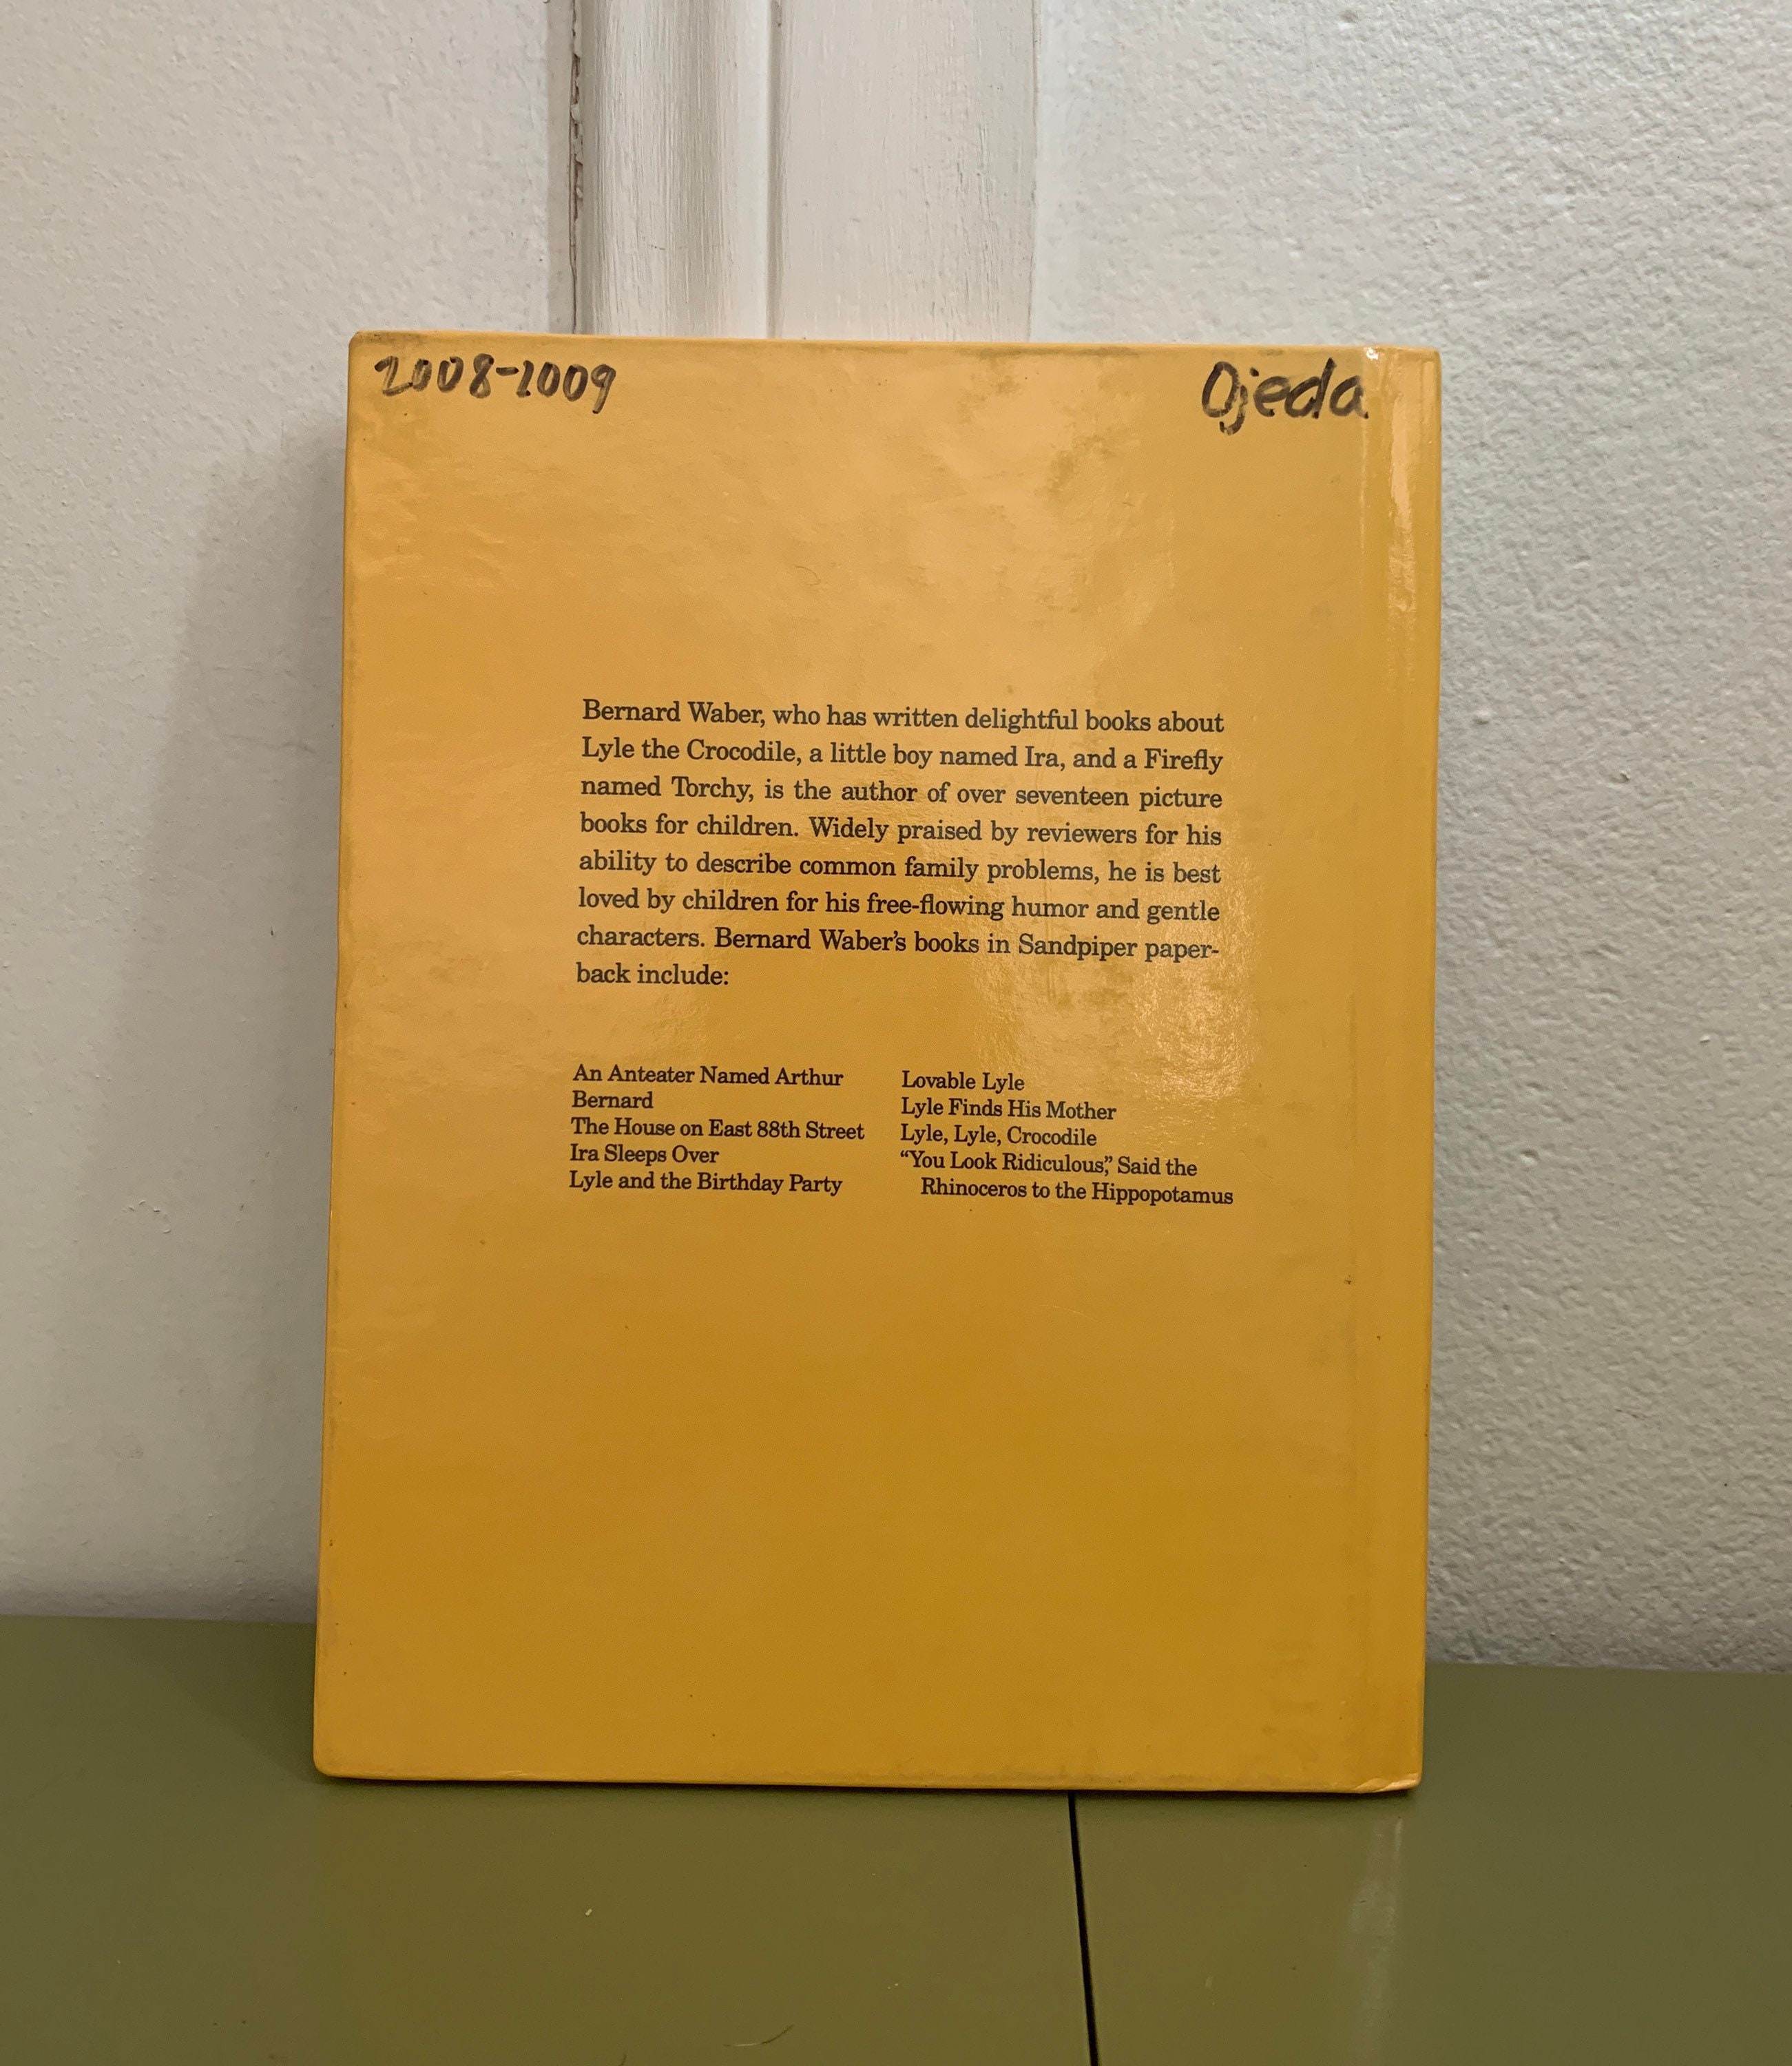 2008-2009 Ojeda
Bernard Waber, who has written delightful books about
Lyle the Crocodile, a little boy named Ira, and a Firefly
named Torchy, is the author of over seventeen picture
books for children. Widely praised by reviewers for his
ability to describe common family problems, he is best
loved by children for his free-flowing humor and gentle
characters. Bernard Waber's books in Sandpiper paper-
back include:
An Anteater Named Arthur
Bernard
The House on East 88th Street
Ira Sleeps Over
Lyle and the Birthday Party
Lovable Lyle
Lyle Finds His Mother
Lyle, Lyle, Crocodile
“You Look Ridiculous,” Said the
Rhinoceros to the Hippopotamus